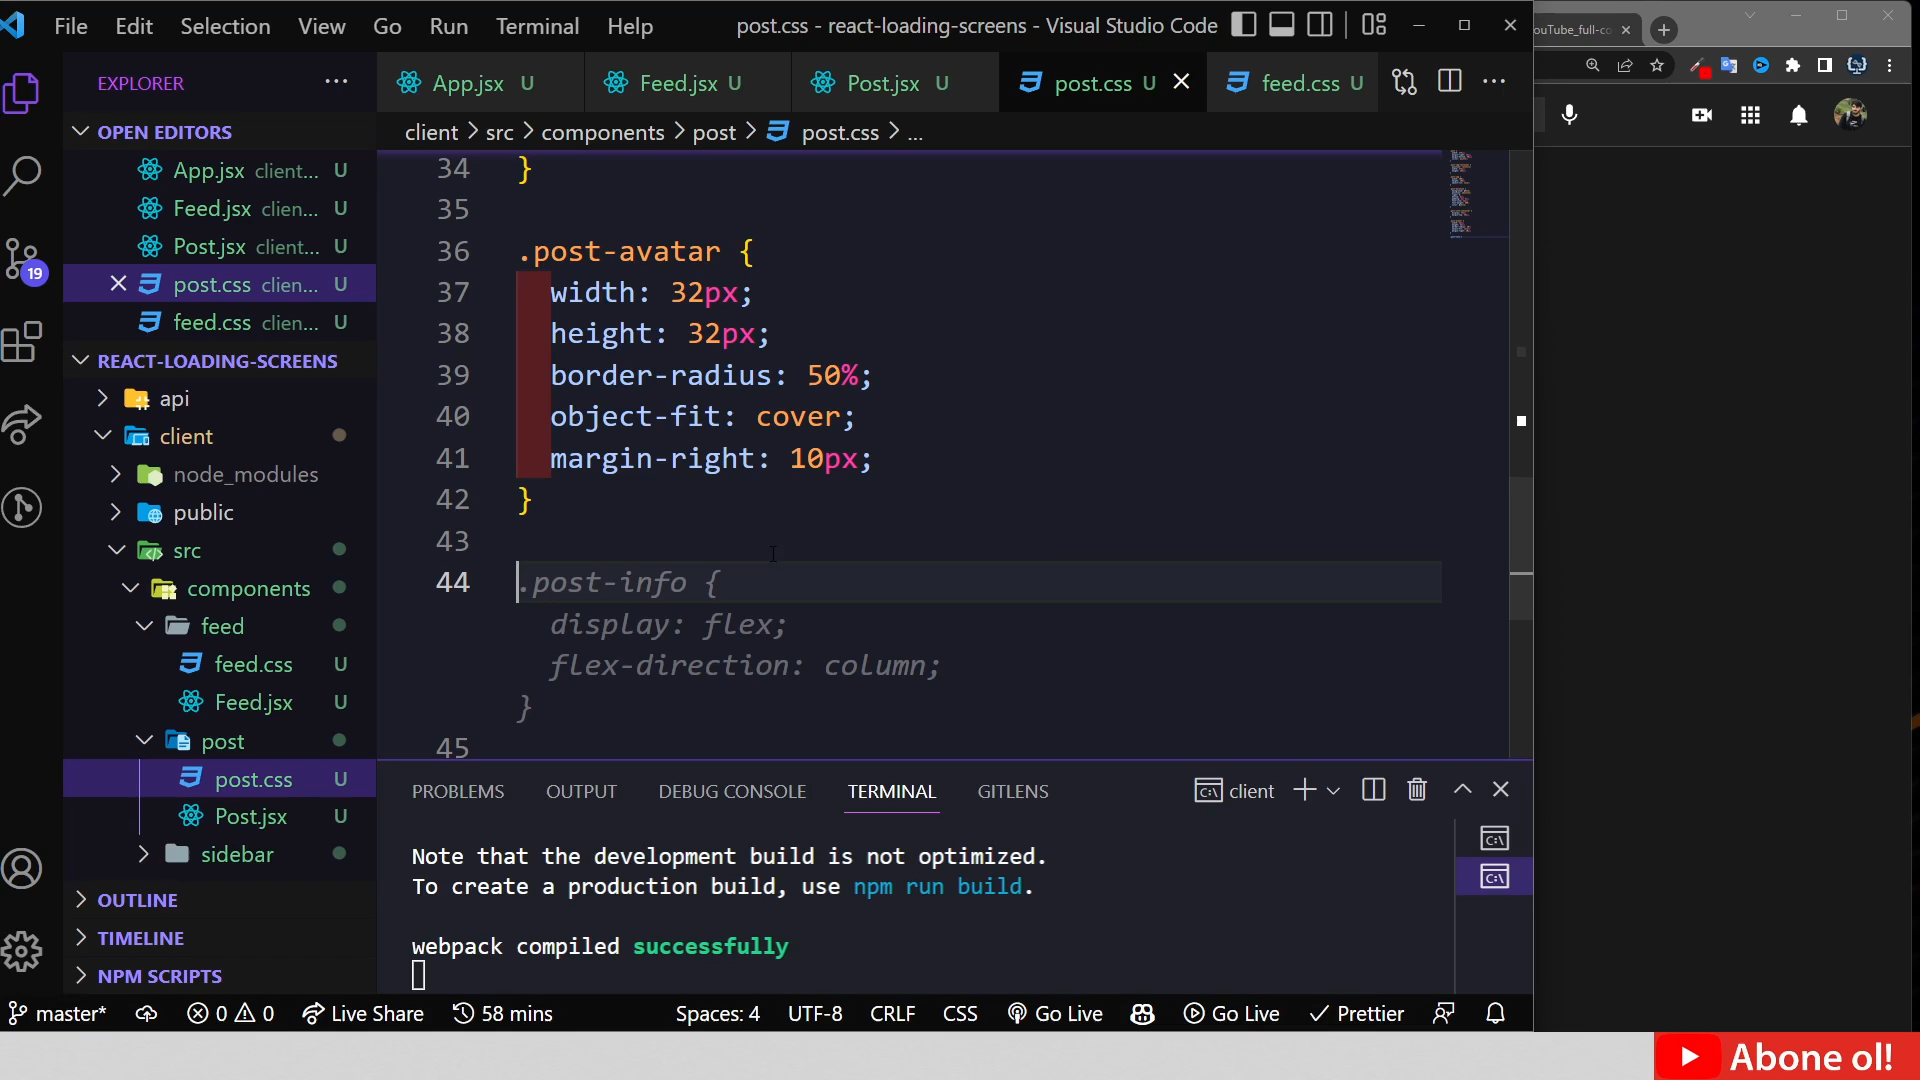 File Edit Selection View Go Run Terminal Help post.css - react-loading-screens - Visual Studio Code
EXPLORER
App.jsx U Feed.jsx U Post.jsx U post.css U feed.css U
OPEN EDITORS
client > src > components > post > post.css > ...
App.jsx client... U
Feed.jsx clien... U
Post.jsx client... U
post.css clien... U
feed.css clien... U
REACT-LOADING-SCREENS
api
client
node_modules
public
src
components
feed
feed.css U
Feed.jsx U
post
post.css U
Post.jsx U
sidebar
OUTLINE
TIMELINE
NPM SCRIPTS
19
34 }
35
36 .post-avatar {
37 width: 32px;
38 height: 32px;
39 border-radius: 50%;
40 object-fit: cover;
41 margin-right: 10px;
42 }
43
44 .post-info {
display: flex;
flex-direction: column;
}
45
PROBLEMS OUTPUT DEBUG CONSOLE TERMINAL GITLENS client
Note that the development build is not optimized.
To create a production build, use npm run build.
webpack compiled successfully
master* 0 0 Live Share 58 mins Spaces: 4 UTF-8 CRLF CSS Go Live Go Live Prettier
Abone ol!